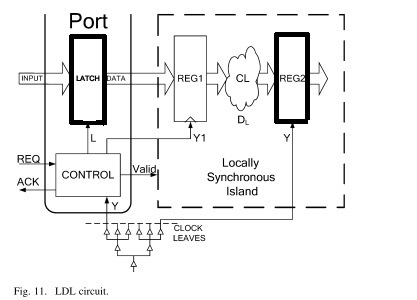 Port
INPUT
LATCH
DATA
REG1
CL
REG2
DL
L
Y1
Y
REQ
ACK
CONTROL
Valid
Locally
Synchronous
Island
Y
CLOCK
LEAVES
Fig. 11. LDL circuit.